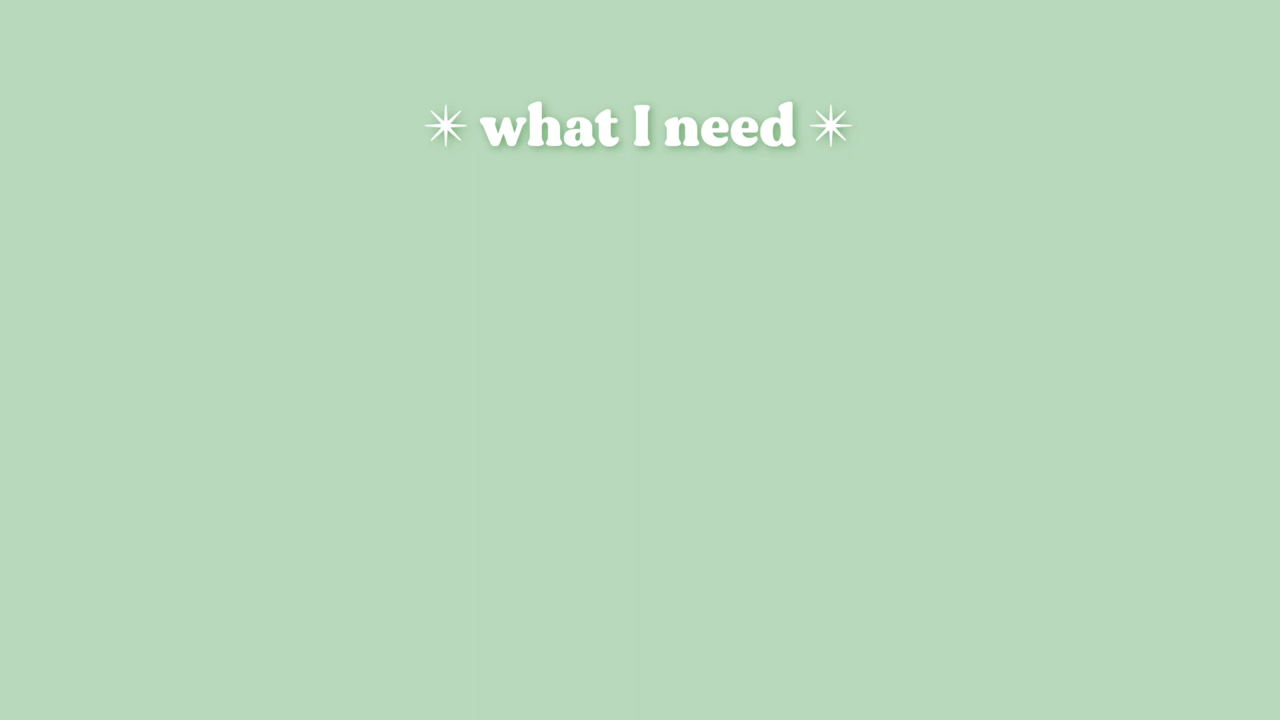 ✴ what I need ✴